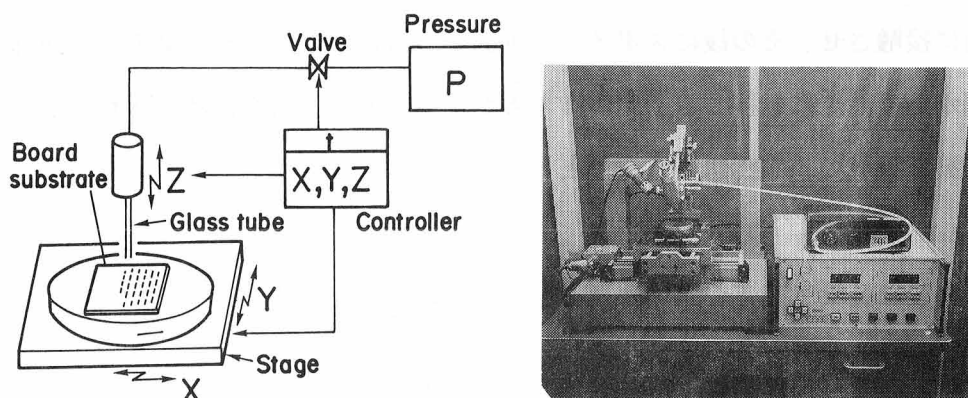 Pressure
Valve
P
t
Board
substrate
Z
X,Y,Z
Glass tube
Controller
Y
Stage
X